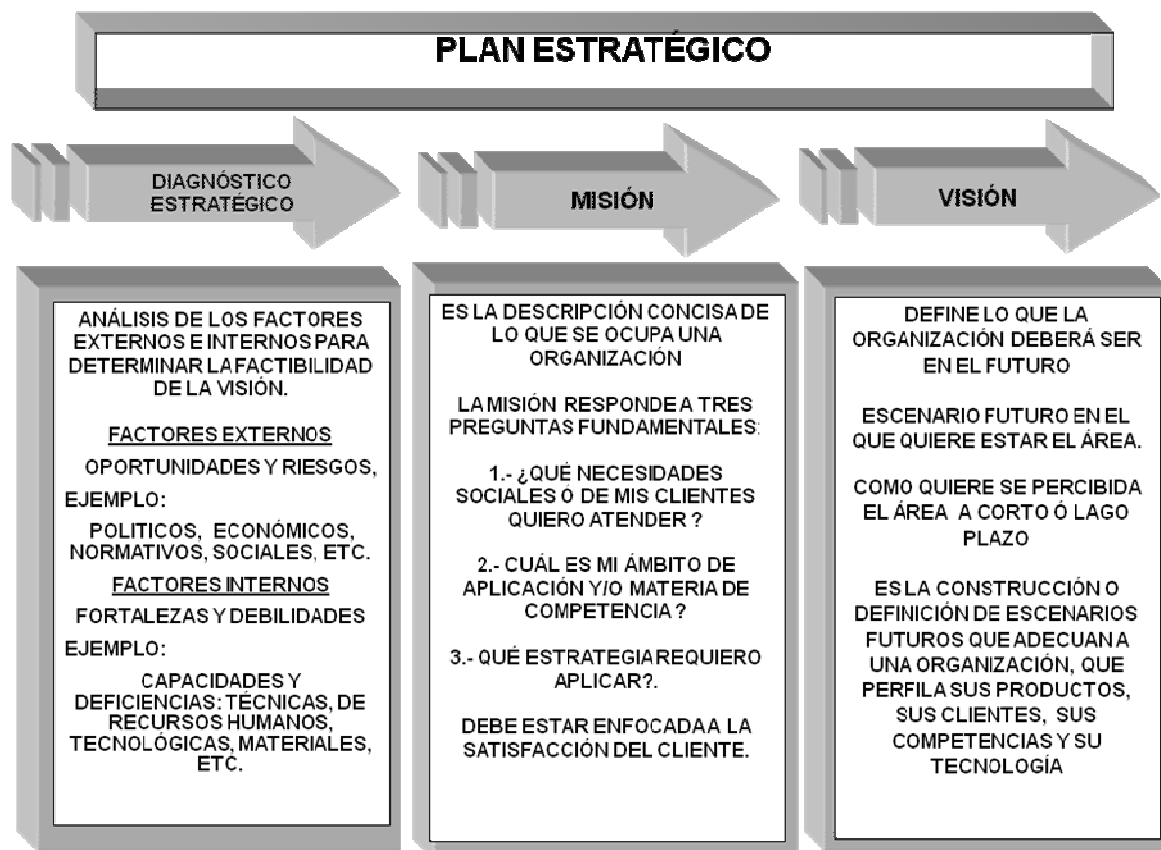 PLAN ESTRATÉGICO
DIAGNÓSTICO
ESTRATÉGICO
ANÁLISIS DE LOS FACTORES
EXTERNOS E INTERNOS PARA
DETERMINAR LA FACTIBILIDAD
DE LA VISIÓN.
FACTORES EXTERNOS
OPORTUNIDADES Y RIESGOS,
EJEMPLO:
POLITICOS, ECONÓMICOS,
NORMATIVOS, SOCIALES, ETC.
FACTORES INTERNOS
FORTALEZAS Y DEBILIDADES
EJEMPLO:
CAPACIDADES Y
DEFICIENCIAS: TÉCNICAS, DE
RECURSOS HUMANOS,
TECNOLÓGICAS, MATERIALES,
ETC.
MISIÓN
ES LA DESCRIPCIÓN CONCISA DE
LO QUE SE OCUPA UNA
ORGANIZACIÓN
LA MISIÓN RESPONDE A TRES
PREGUNTAS FUNDAMENTALES:
1.- ¿QUÉ NECESIDADES
SOCIALES Ó DE MIS CLIENTES
QUIERO ATENDER ?
2.- CUÁL ES MI ÁMBITO DE
APLICACIÓN Y/O MATERIA DE
COMPETENCIA ?
3.- QUÉ ESTRATEGIA REQUIERO
APLICAR?.
DEBE ESTAR ENFOCADA A LA
SATISFACCIÓN DEL CLIENTE.
VISIÓN
DEFINE LO QUE LA
ORGANIZACIÓN DEBERÁ SER
EN EL FUTURO
ESCENARIO FUTURO EN EL
QUE QUIERE ESTAR EL ÁREA.
COMO QUIERE SE PERCIBIDA
EL ÁREA A CORTO Ó LAGO
PLAZO
ES LA CONSTRUCCIÓN O
DEFINICIÓN DE ESCENARIOS
FUTUROS QUE ADECUAN A
UNA ORGANIZACIÓN, QUE
PERFILA SUS PRODUCTOS,
SUS CLIENTES, SUS
COMPETENCIAS Y SU
TECNOLOGÍA